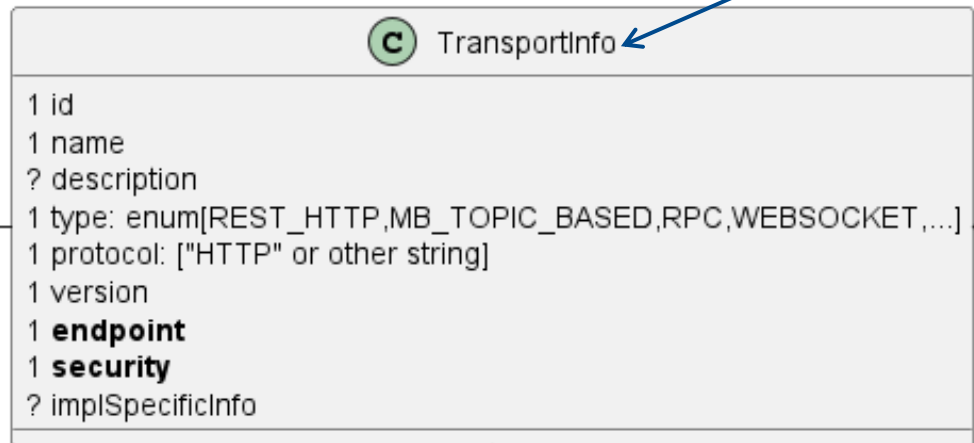 C TransportInfo
1 id
1 name
? description
1 type: enum[REST_HTTP,MB_TOPIC_BASED,RPC,WEBSOCKET,...]
1 protocol: ["HTTP" or other string]
1 version
1 endpoint
1 security
? implSpecificInfo